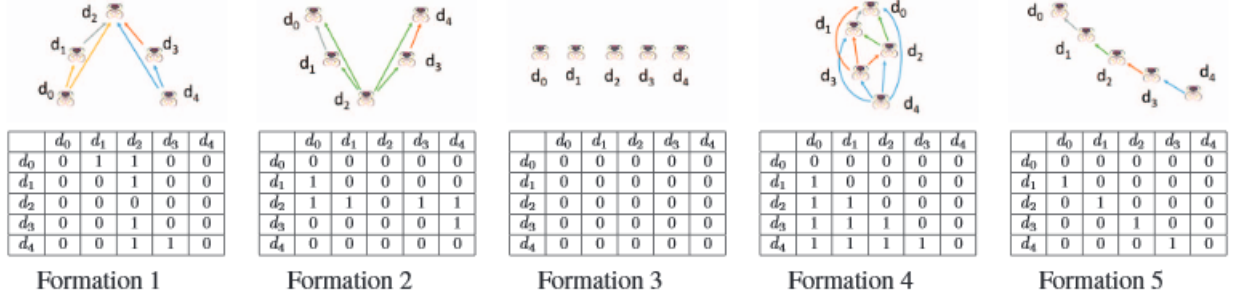 d₂
d₁
d₃
d₀
d₄
d₀ d₁ d₂ d₃ d₄
d₀ 0 1 1 0 0
d₁ 0 0 1 0 0
d₂ 0 0 0 0 0
d₃ 0 0 1 0 0
d₄ 0 0 1 1 0
Formation 1
d₀
d₄
d₁
d₃
d₂
d₀ d₁ d₂ d₃ d₄
d₀ 0 0 0 0 0
d₁ 1 0 0 0 0
d₂ 1 1 0 1 1
d₃ 0 0 0 0 1
d₄ 0 0 0 0 0
Formation 2
d₀ d₁ d₂ d₃ d₄
d₀ d₁ d₂ d₃ d₄
d₀ 0 0 0 0 0
d₁ 0 0 0 0 0
d₂ 0 0 0 0 0
d₃ 0 0 0 0 0
d₄ 0 0 0 0 0
Formation 3
d₀
d₁
d₂
d₃
d₄
d₀ d₁ d₂ d₃ d₄
d₀ 0 0 0 0 0
d₁ 1 0 0 0 0
d₂ 1 1 0 0 0
d₃ 1 1 1 0 0
d₄ 1 1 1 1 0
Formation 4
d₀
d₁
d₂
d₄
d₃
d₀ d₁ d₂ d₃ d₄
d₀ 0 0 0 0 0
d₁ 1 0 0 0 0
d₂ 0 1 0 0 0
d₃ 0 0 1 0 0
d₄ 0 0 0 1 0
Formation 5